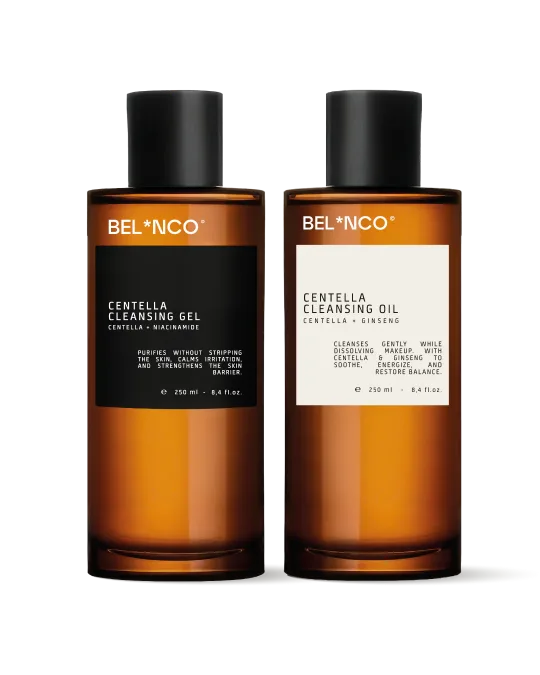 BEL*NCO®
CENTELLA
CLEANSING GEL
CENTELLA + NIACINAMIDE
PURIFIES WITHOUT STRIPPING
THE SKIN, CALMS IRRITATION,
AND STRENGTHENS THE SKIN
BARRIER.
℮ 250 ml - 8,4 fl.oz.
BEL*NCO®
CENTELLA
CLEANSING OIL
CENTELLA + GINSENG
CLEANSES GENTLY WHILE
DISSOLVING MAKEUP. WITH
CENTELLA & GINSENG TO
SOOTHE, ENERGIZE, AND
RESTORE BALANCE.
℮ 250 ml - 8,4 fl.oz.